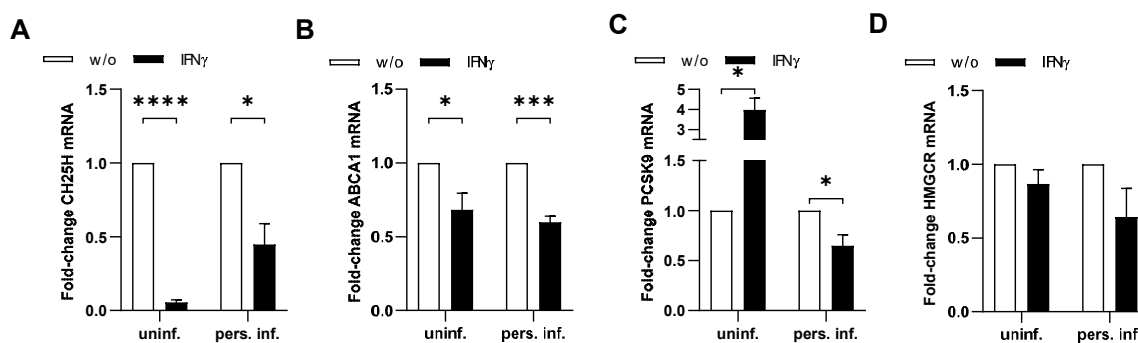 A
w/o IFNγ
Fold-change CH25H mRNA
1.5
1.0
0.5
0.0
**** *
uninf. pers. inf.
B
w/o IFNγ
Fold-change ABCA1 mRNA
1.5
1.0
0.5
0.0
* ***
uninf. pers. inf.
C
w/o IFNγ
Fold-change PCSK9 mRNA
5
4
3
1.5
1.0
0.5
0.0
*
*
uninf. pers. inf.
D
w/o IFNγ
Fold-change HMGCR mRNA
1.5
1.0
0.5
0.0
uninf. pers. inf.